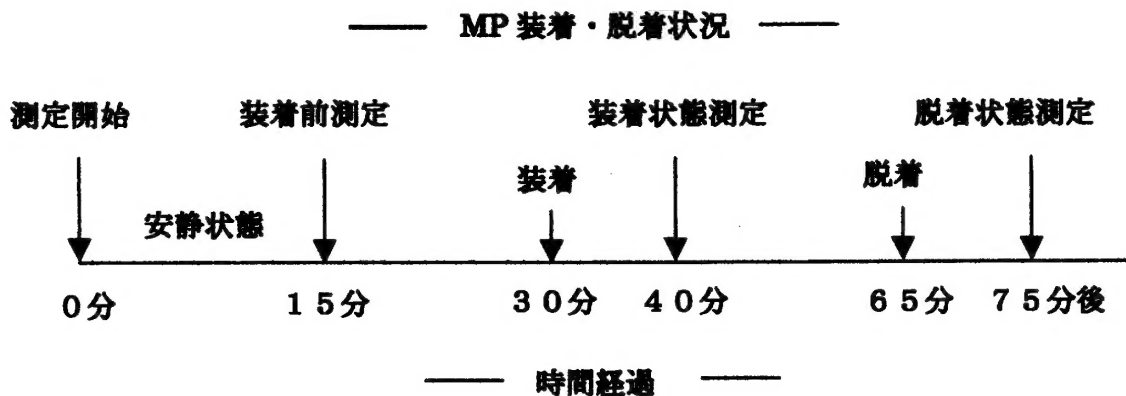 MP 装着・脱着状況
測定開始 装着前測定 装着状態測定 脱着状態測定
装着 脱着
安静状態
0分 15分 30分 40分 65分 75分後
時間経過